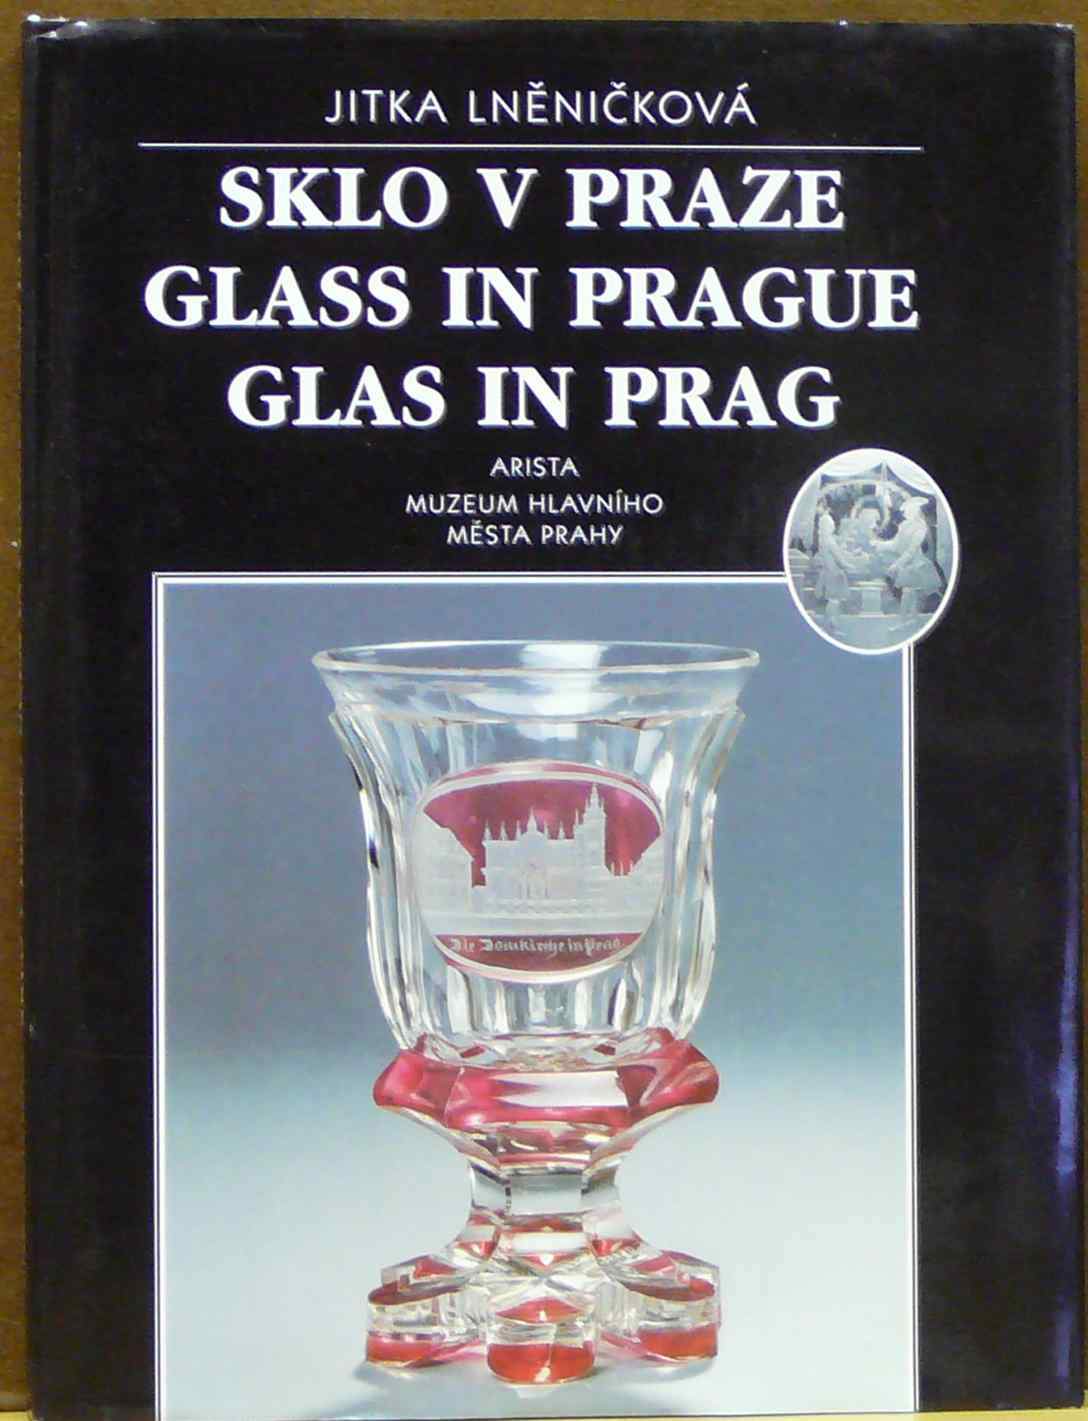 JITKA LNĚNIČKOVÁ
SKLO V PRAZE
GLASS IN PRAGUE
GLAS IN PRAG
ARISTA
MUZEUM HLAVNÍHO
MĚSTA PRAHY
Die Domkirche in Prag.